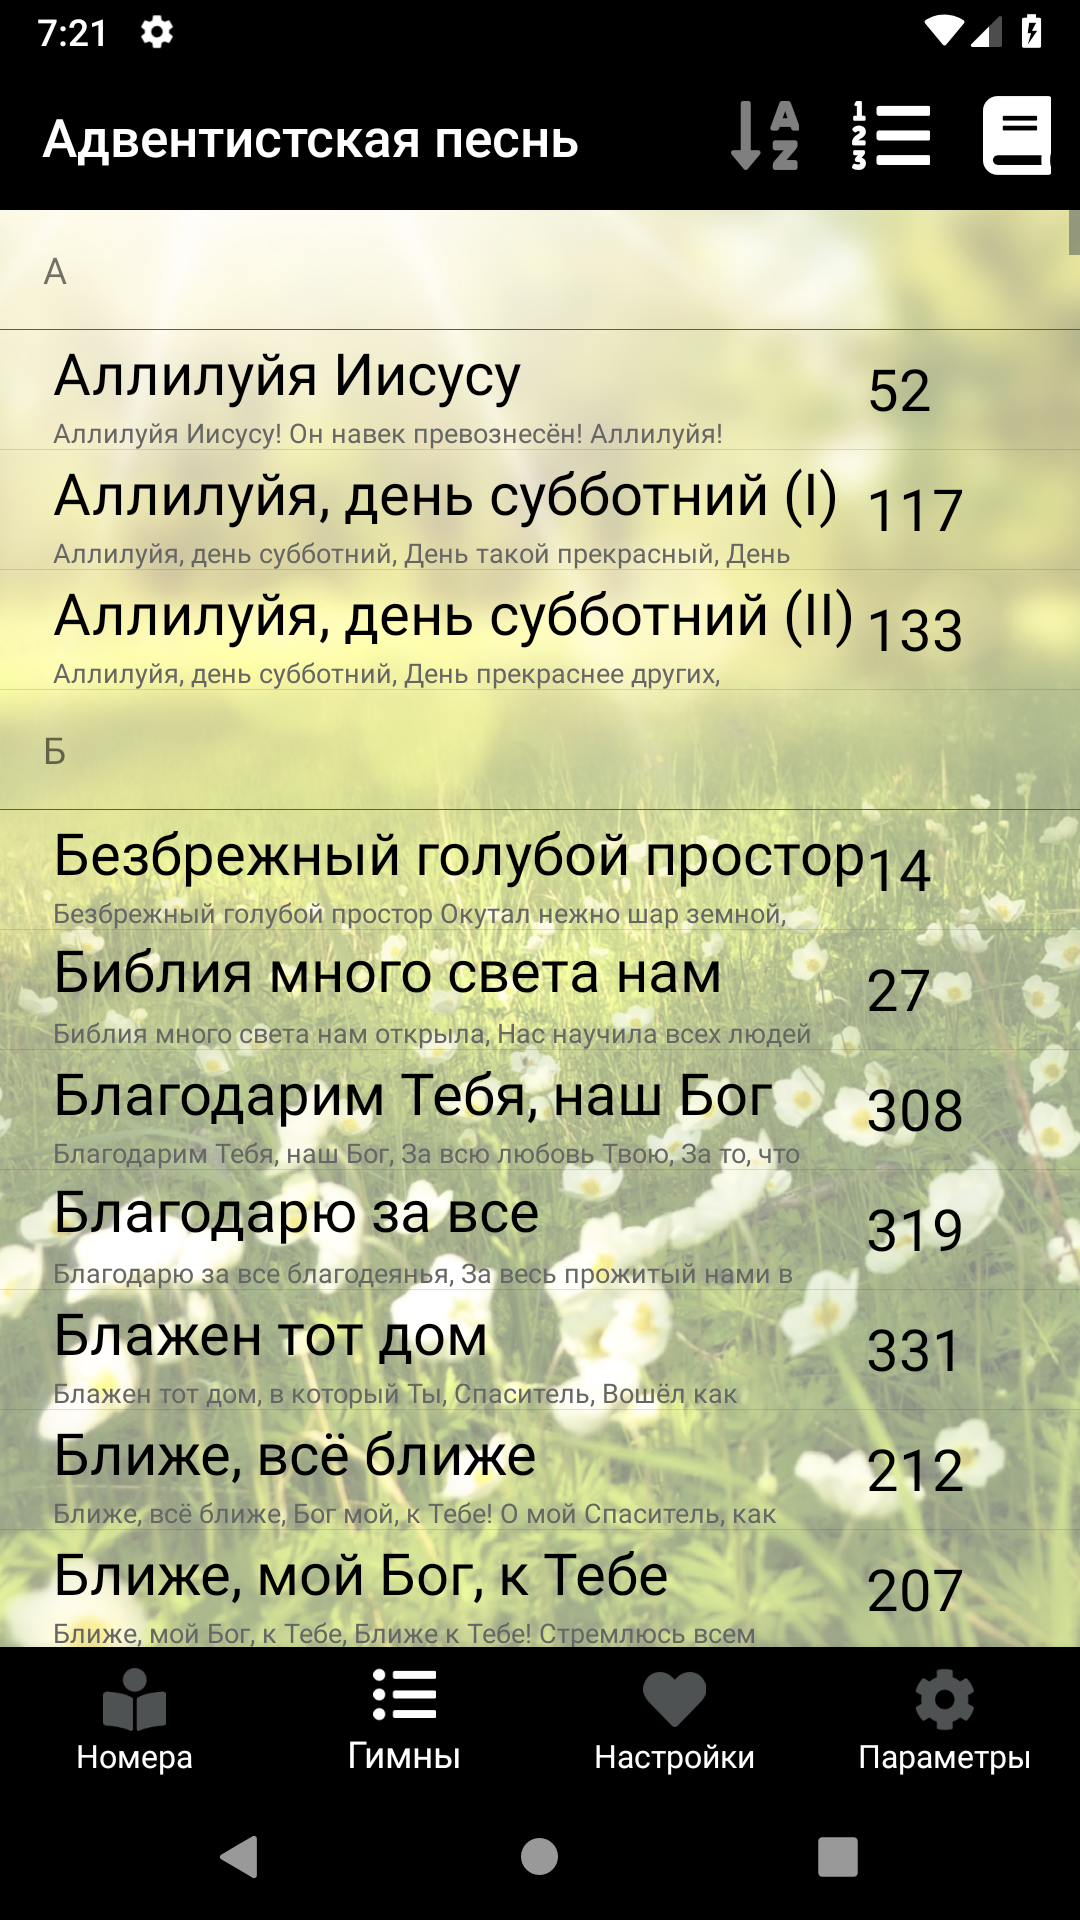 7:21
Адвентистская песнь
А
Аллилуйя Иисусу
52
Аллилуйя Иисусу! Он навек превознесён! Аллилуйя!
Аллилуйя, день субботний (I)
117
Аллилуйя, день субботний, День такой прекрасный, День
Аллилуйя, день субботний (II)
133
Аллилуйя, день субботний, День прекраснее других,
Б
Безбрежный голубой простор
14
Безбрежный голубой простор Окутал нежно шар земной,
Библия много света нам
27
Библия много света нам открыла, Нас научила всех людей
Благодарим Тебя, наш Бог
308
Благодарим Тебя, наш Бог, За всю любовь Твою, За то, что
Благодарю за все
319
Благодарю за все благодеянья, За весь прожитый нами в
Блажен тот дом
331
Блажен тот дом, в который Ты, Спаситель, Вошёл как
Ближе, всё ближе
212
Ближе, всё ближе, Бог мой, к Тебе! О мой Спаситель, как
Ближе, мой Бог, к Тебе
207
Ближе, мой Бог, к Тебе, Ближе к Тебе! Стремлюсь всем
Номера
Гимны
Настройки
Параметры